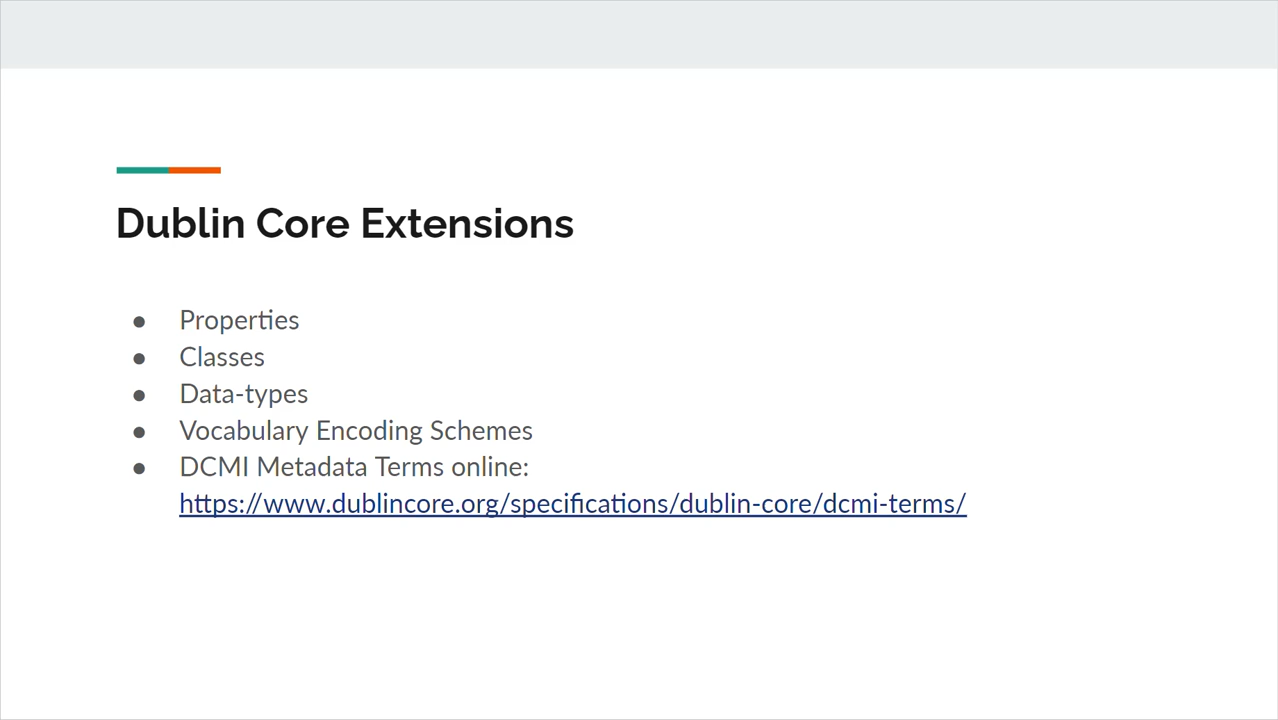 Dublin Core Extensions
● Properties
● Classes
● Data-types
● Vocabulary Encoding Schemes
● DCMI Metadata Terms online:
https://www.dublincore.org/specifications/dublin-core/dcmi-terms/